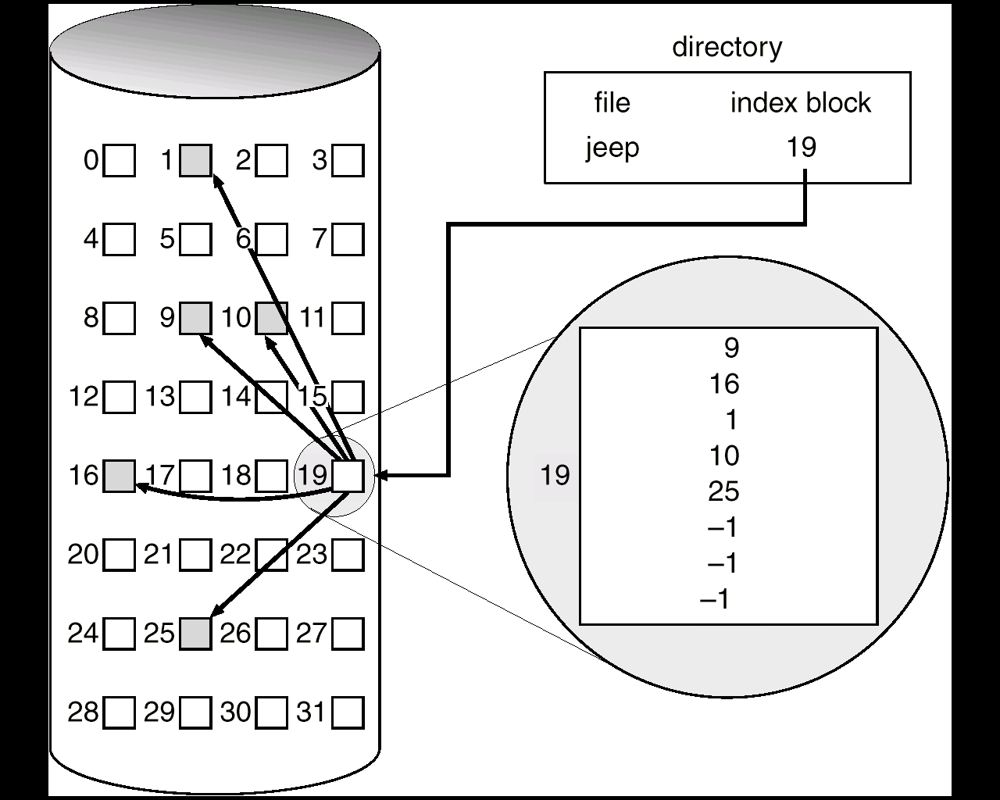 directory
file index block
jeep 19
0 1 2 3
4 5 6 7
8 9 10 11
12 13 14 15
16 17 18 19
20 21 22 23
24 25 26 27
28 29 30 31
19
9
16
1
10
25
–1
–1
–1